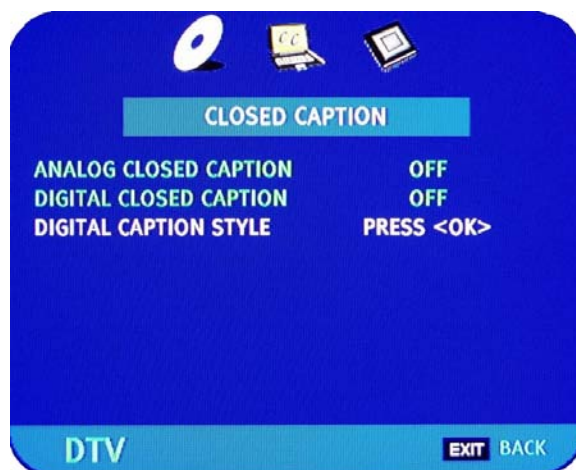 CC
CLOSED CAPTION
ANALOG CLOSED CAPTION OFF
DIGITAL CLOSED CAPTION OFF
DIGITAL CAPTION STYLE PRESS <OK>
DTV EXIT BACK